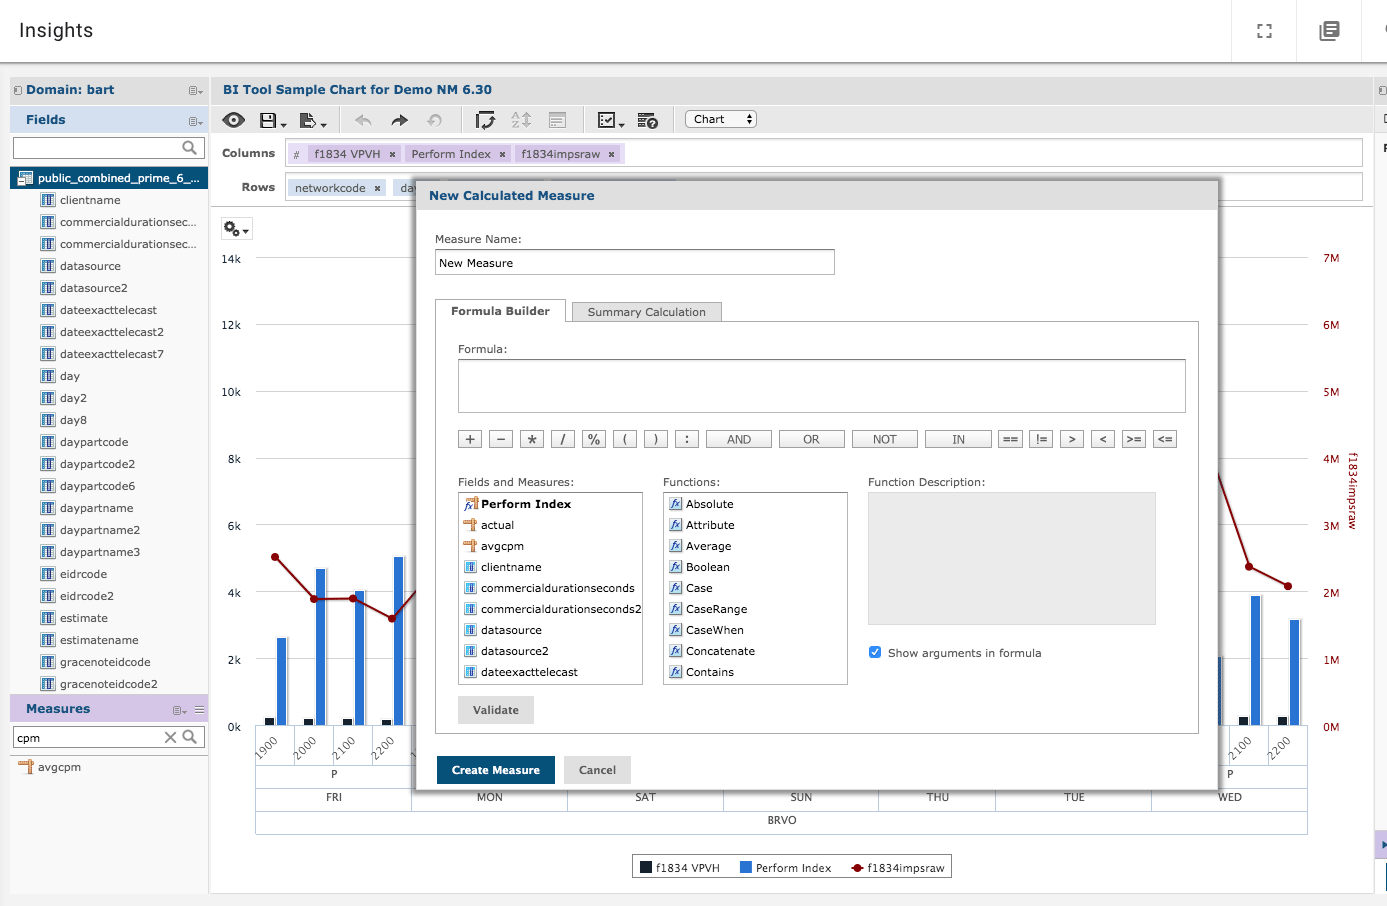 Insights
Domain: bart
BI Tool Sample Chart for Demo NM 6.30
Fields
Chart
Columns
# f1834 VPVH × Perform Index × f1834impsraw ×
Rows
networkcode ×
public_combined_prime_6_...
clientname
commercialdurationsec...
commercialdurationsec...
datasource
datasource2
dateexacttelecast
dateexacttelecast2
dateexacttelecast7
day
day2
day8
daypartcode
daypartcode2
daypartcode6
daypartname
daypartname2
daypartname3
eidrcode
eidrcode2
estimate
estimatename
gracenoteidcode
gracenoteidcode2
Measures
cpm
avgcpm
New Calculated Measure
Measure Name:
New Measure
Formula Builder
Summary Calculation
Formula:
+ − * / % ( ) : AND OR NOT IN == != > < >= <=
Fields and Measures:
Perform Index
actual
avgcpm
clientname
commercialdurationseconds
commercialdurationseconds2
datasource
datasource2
dateexacttelecast
Functions:
Absolute
Attribute
Average
Boolean
Case
CaseRange
CaseWhen
Concatenate
Contains
Function Description:
Show arguments in formula
Validate
Create Measure
Cancel
14k
12k
10k
8k
6k
4k
2k
0k
7M
6M
5M
4M
3M
2M
1M
0M
f1834impsraw
1900 2000 2100 2200
2100 2200
P
P
FRI MON SAT SUN THU TUE WED
BRVO
f1834 VPVH Perform Index f1834impsraw